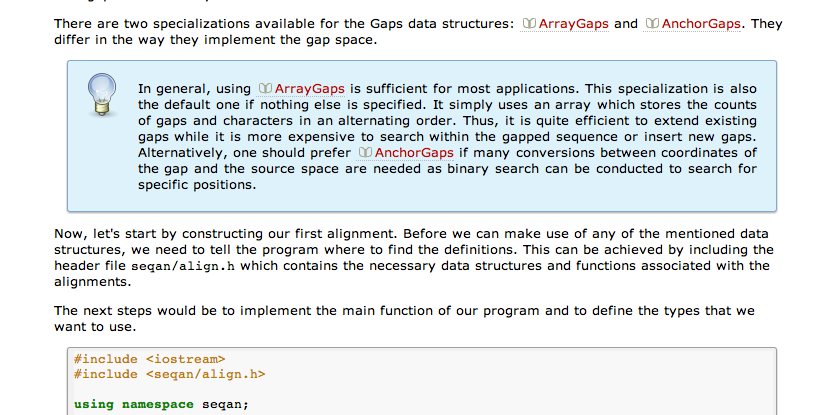 There are two specializations available for the Gaps data structures: ArrayGaps and AnchorGaps. They
differ in the way they implement the gap space.
In general, using ArrayGaps is sufficient for most applications. This specialization is also
the default one if nothing else is specified. It simply uses an array which stores the counts
of gaps and characters in an alternating order. Thus, it is quite efficient to extend existing
gaps while it is more expensive to search within the gapped sequence or insert new gaps.
Alternatively, one should prefer AnchorGaps if many conversions between coordinates of
the gap and the source space are needed as binary search can be conducted to search for
specific positions.
Now, let's start by constructing our first alignment. Before we can make use of any of the mentioned data
structures, we need to tell the program where to find the definitions. This can be achieved by including the
header file seqan/align.h which contains the necessary data structures and functions associated with the
alignments.
The next steps would be to implement the main function of our program and to define the types that we
want to use.
#include <iostream>
#include <seqan/align.h>
using namespace seqan;